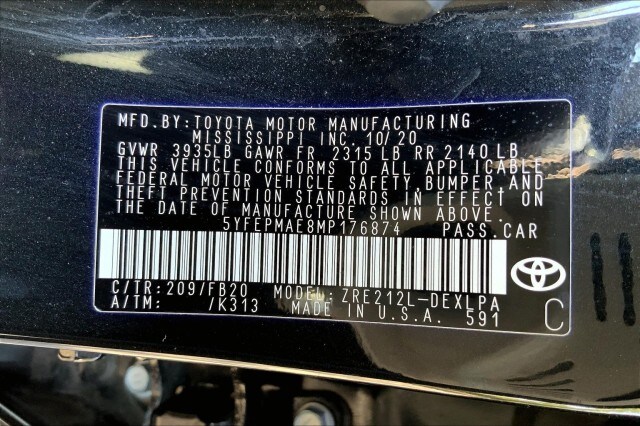 MFD.BY:TOYOTA MOTOR MANUFACTURING
MISSISSIPPI INC. 10/20
GVWR 3935LB GAWR FR 2315 LB RR 2140 LB
THIS VEHICLE CONFORMS TO ALL APPLICABLE
FEDERAL MOTOR VEHICLE SAFETY,BUMPER,AND
THEFT PREVENTION STANDARDS IN EFFECT ON
THE DATE OF MANUFACTURE SHOWN ABOVE.
5YFEPMAE8MP176874 PASS.CAR
C/TR:209/FB20 MODEL:ZRE212L-DEXLPA
A/TM: /K313 MADE IN U.S.A. 591
C